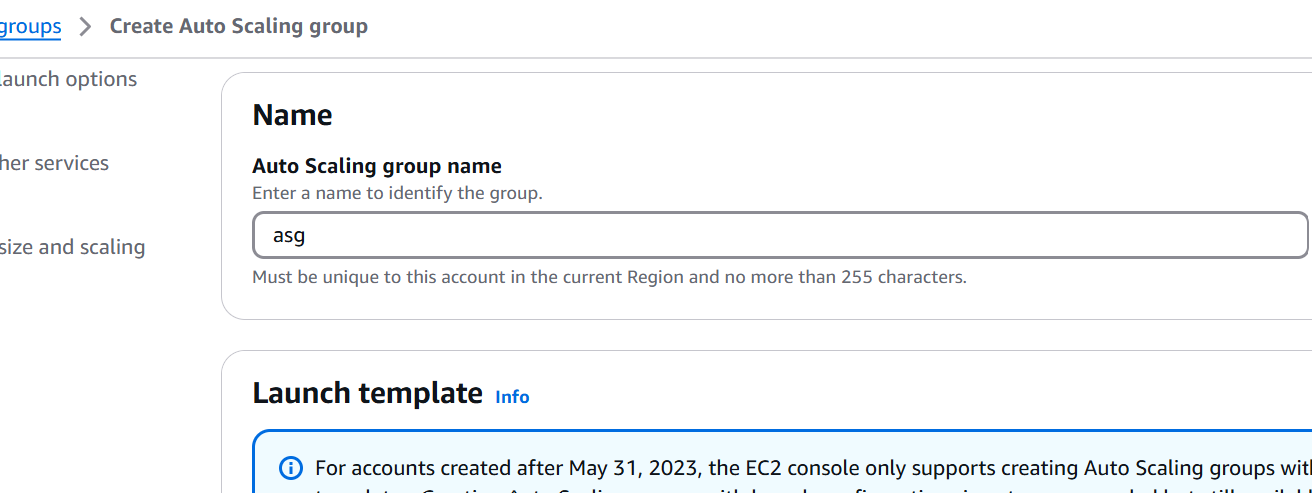 groups > Create Auto Scaling group
launch options
Name
Auto Scaling group name
her services
Enter a name to identify the group.
asg
size and scaling
Must be unique to this account in the current Region and no more than 255 characters.
Launch template Info
For accounts created after May 31, 2023, the EC2 console only supports creating Auto Scaling groups with